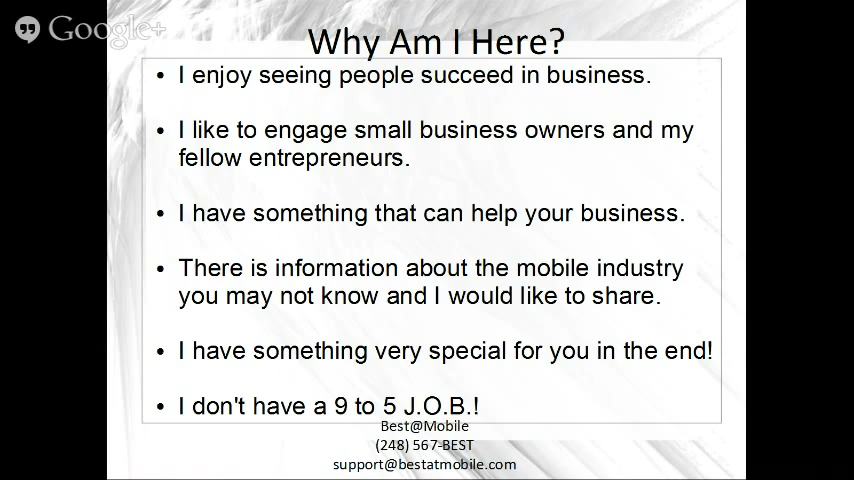 Google+
Why Am I Here?
• I enjoy seeing people succeed in business.
• I like to engage small business owners and my
fellow entrepreneurs.
• I have something that can help your business.
• There is information about the mobile industry
you may not know and I would like to share.
• I have something very special for you in the end!
• I don't have a 9 to 5 J.O.B.!
Best@Mobile
(248) 567-BEST
support@bestatmobile.com